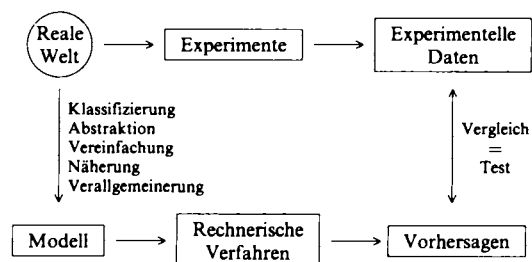 Reale
Welt
Experimente
Experimentelle
Daten
Klassifizierung
Abstraktion
Vereinfachung
Näherung
Verallgemeinerung
Vergleich
=
Test
Modell
Rechnerische
Verfahren
Vorhersagen